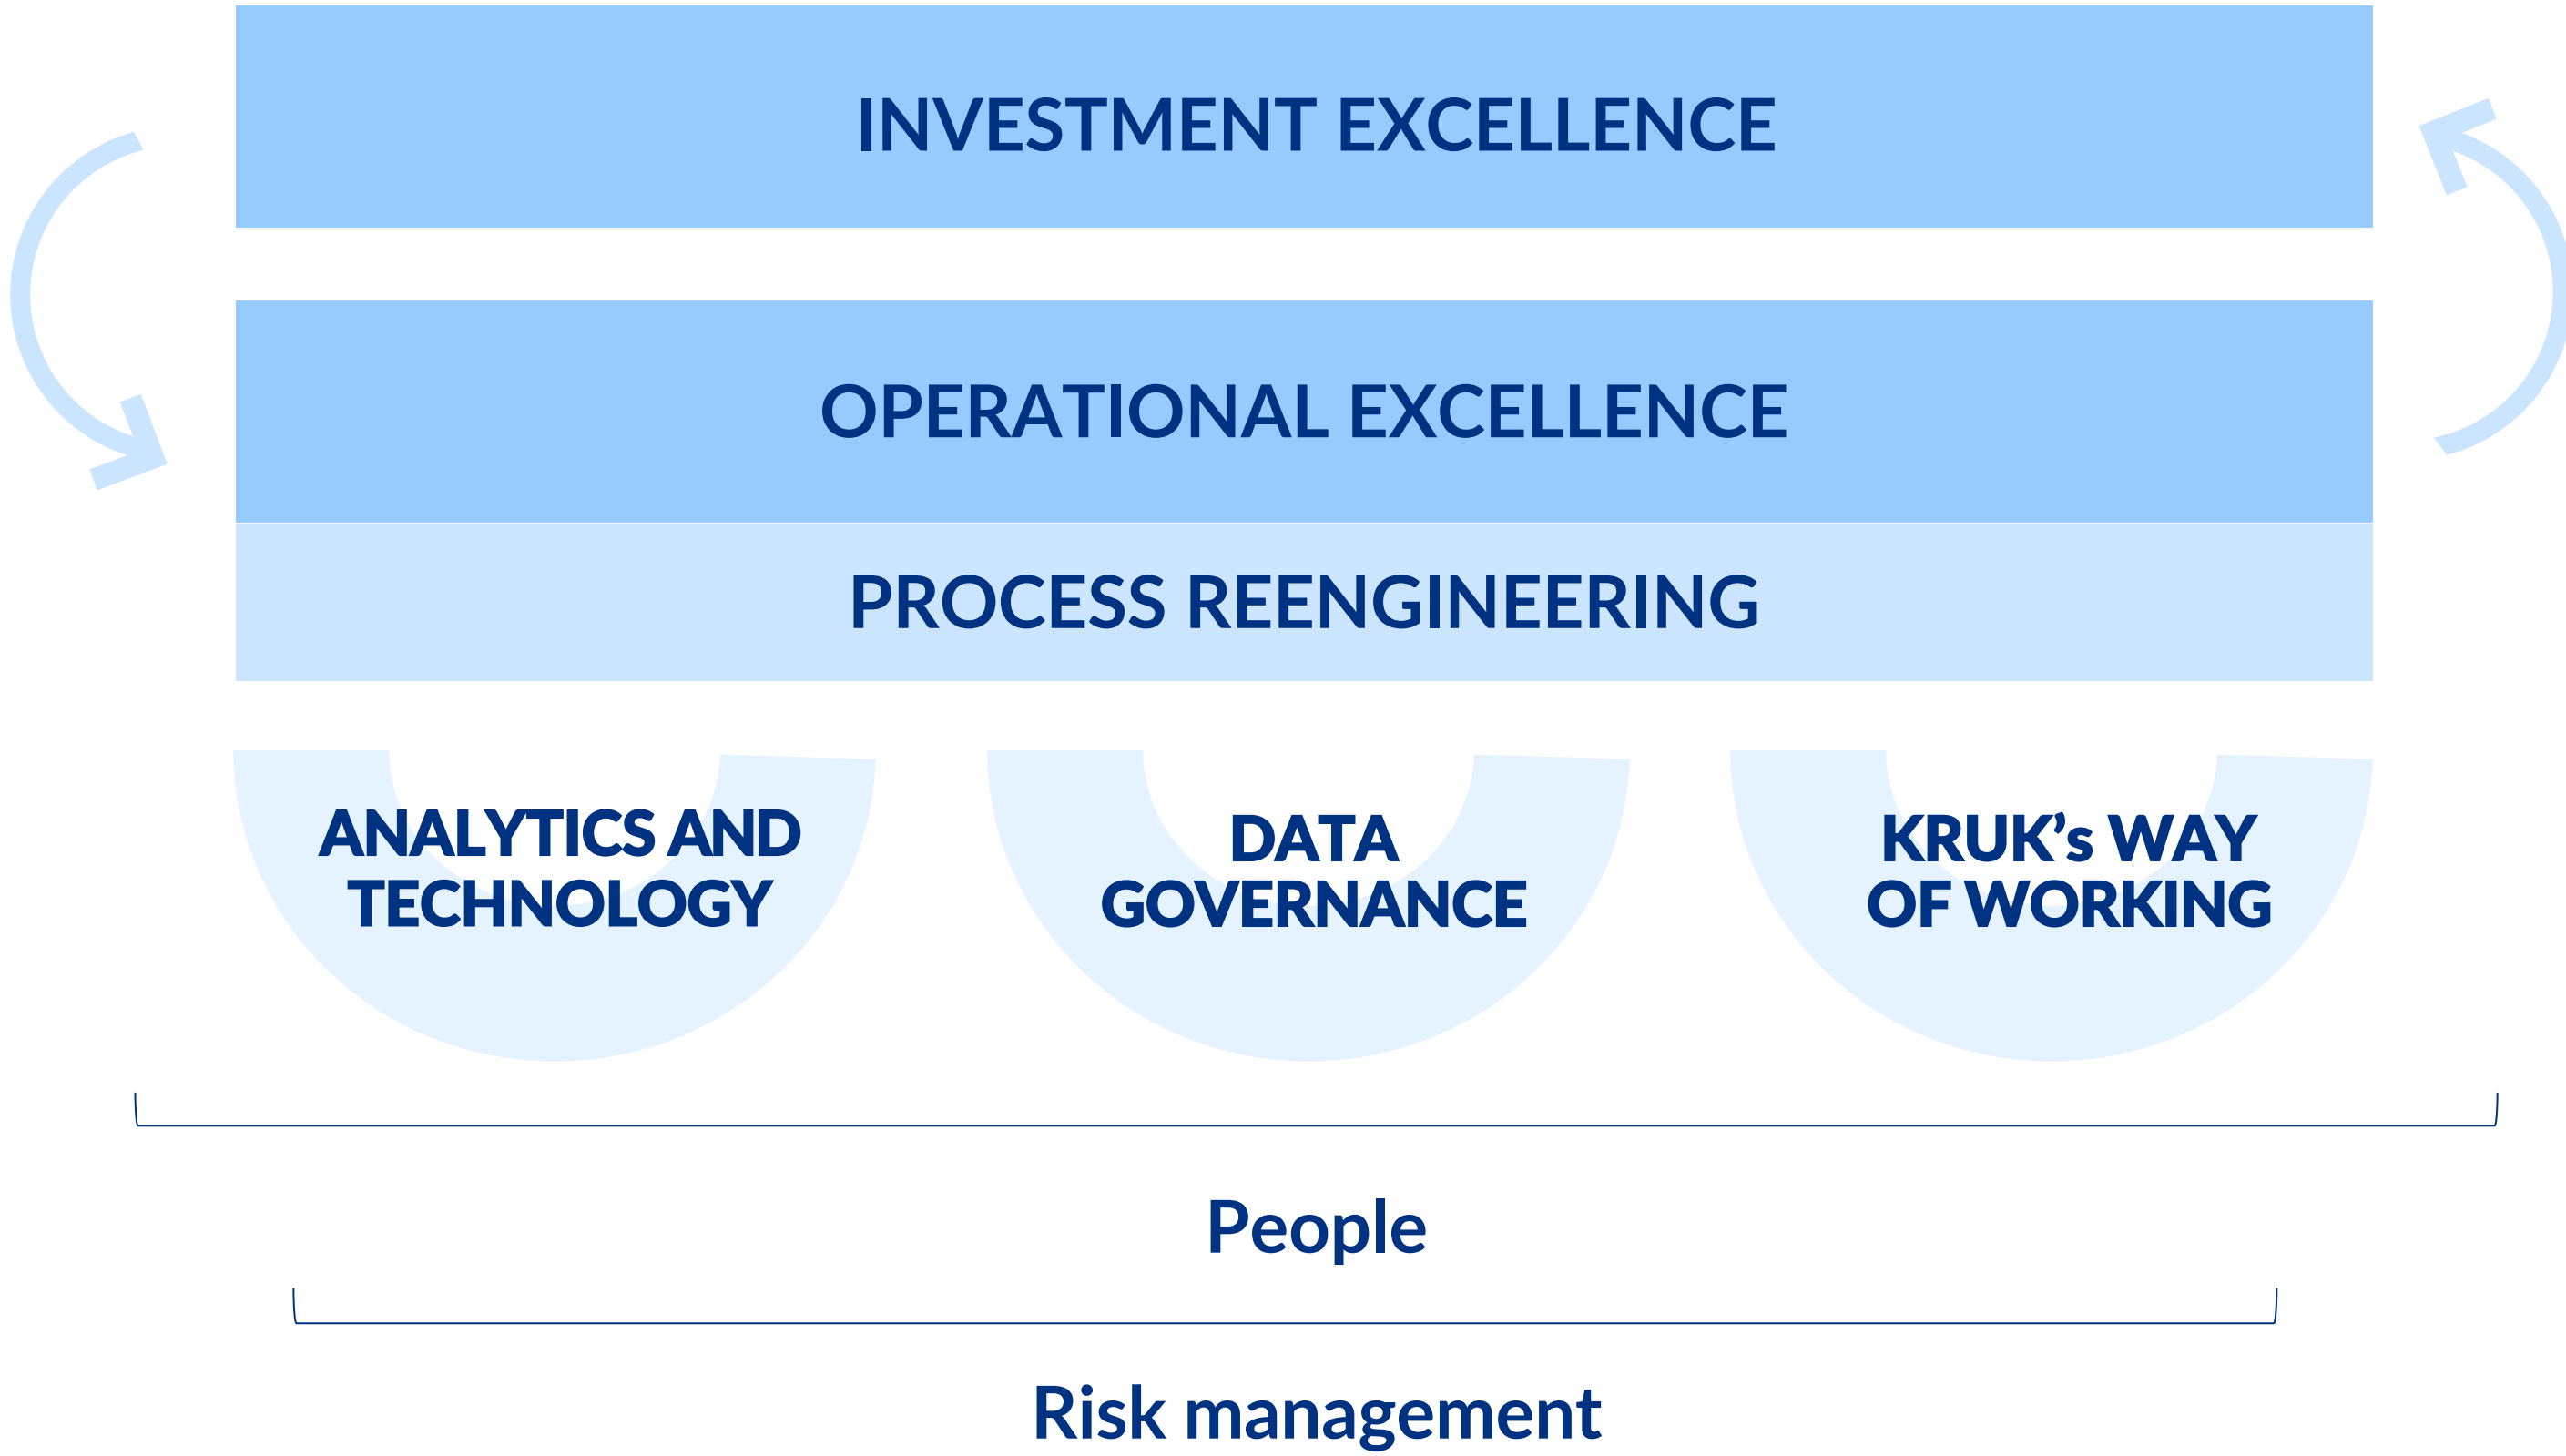 INVESTMENT EXCELLENCE
OPERATIONAL EXCELLENCE
PROCESS REENGINEERING
ANALYTICS AND
TECHNOLOGY
DATA
GOVERNANCE
KRUK’s WAY
OF WORKING
People
Risk management